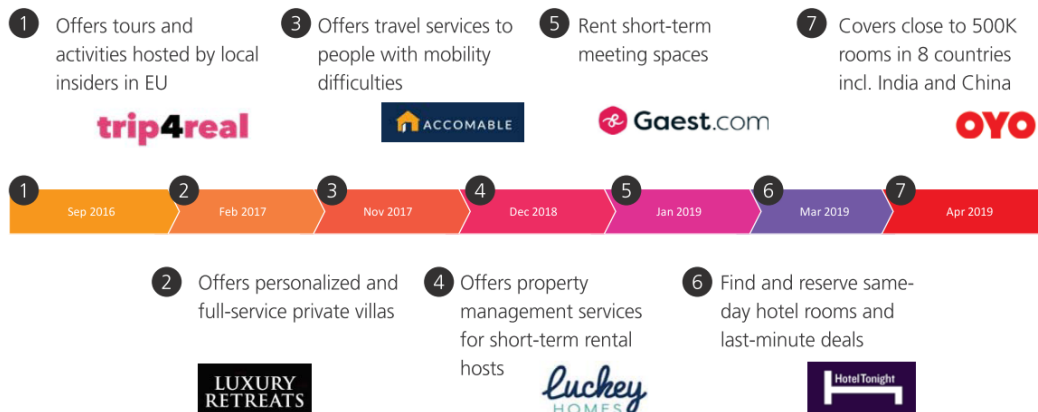 1 Offers tours and
activities hosted by local
insiders in EU
trip4real
3 Offers travel services to
people with mobility
difficulties
ACCOMABLE
5 Rent short-term
meeting spaces
Gaest.com
7 Covers close to 500K
rooms in 8 countries
incl. India and China
OYO
1 Sep 2016
2 Feb 2017
3 Nov 2017
4 Dec 2018
5 Jan 2019
6 Mar 2019
7 Apr 2019
2 Offers personalized and
full-service private villas
LUXURY
RETREATS
4 Offers property
management services
for short-term rental
hosts
luckey
HOMES
6 Find and reserve same-
day hotel rooms and
last-minute deals
HotelTonight